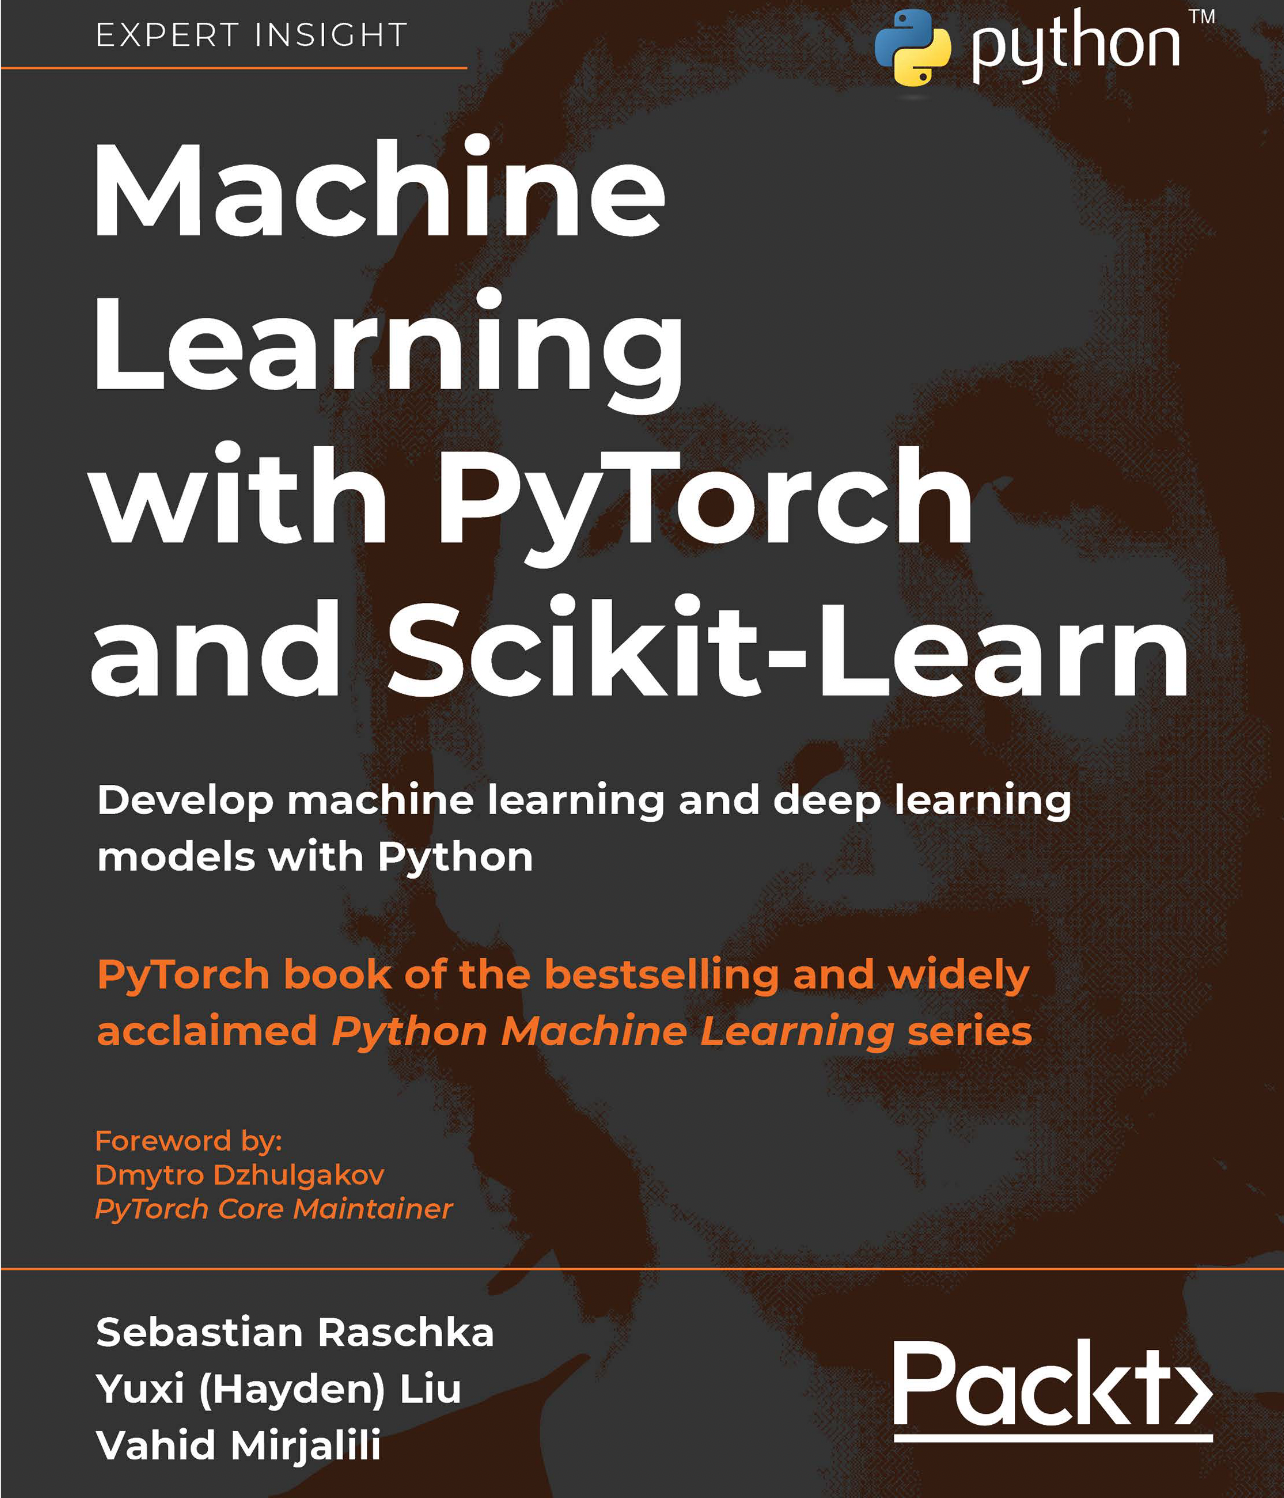 EXPERT INSIGHT
python™
Machine
Learning
with PyTorch
and Scikit-Learn
Develop machine learning and deep learning
models with Python
PyTorch book of the bestselling and widely
acclaimed Python Machine Learning series
Foreword by:
Dmytro Dzhulgakov
PyTorch Core Maintainer
Sebastian Raschka
Yuxi (Hayden) Liu
Vahid Mirjalili
Packt>